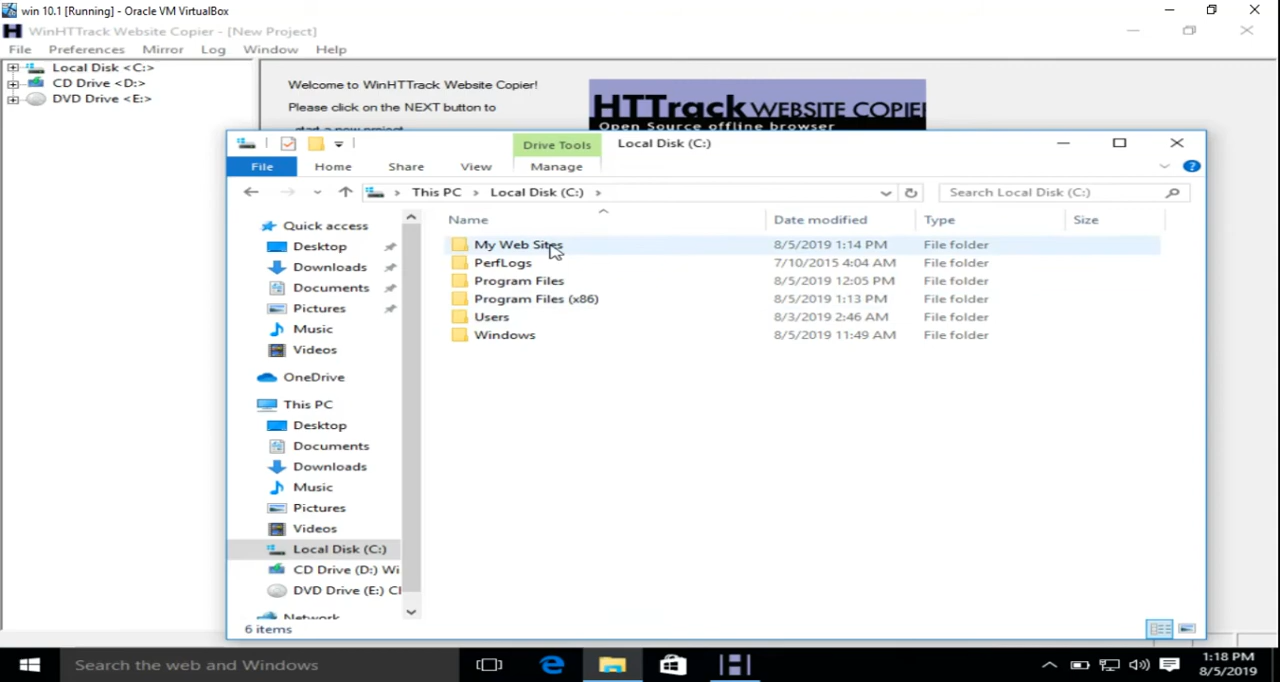 win 10.1 [Running] - Oracle VM VirtualBox
WinHTTrack Website Copier - [New Project]
File Preferences Mirror Log Window Help
Local Disk <C:>
CD Drive <D:>
DVD Drive <E:>
Welcome to WinHTTrack Website Copier!
Please click on the NEXT button to
start a new project
HTTrack WEBSITE COPIER
Open Source offline browser
Drive Tools
Local Disk (C:)
File Home Share View Manage
This PC > Local Disk (C:) >
Search Local Disk (C:)
Name Date modified Type Size
My Web Sites 8/5/2019 1:14 PM File folder
PerfLogs 7/10/2015 4:04 AM File folder
Program Files 8/5/2019 12:05 PM File folder
Program Files (x86) 8/5/2019 1:13 PM File folder
Users 8/3/2019 2:46 AM File folder
Windows 8/5/2019 11:49 AM File folder
Quick access
Desktop
Downloads
Documents
Pictures
Music
Videos
OneDrive
This PC
Desktop
Documents
Downloads
Music
Pictures
Videos
Local Disk (C:)
CD Drive (D:) Wi
DVD Drive (E:) C
Network
6 items
Search the web and Windows
1:18 PM
8/5/2019